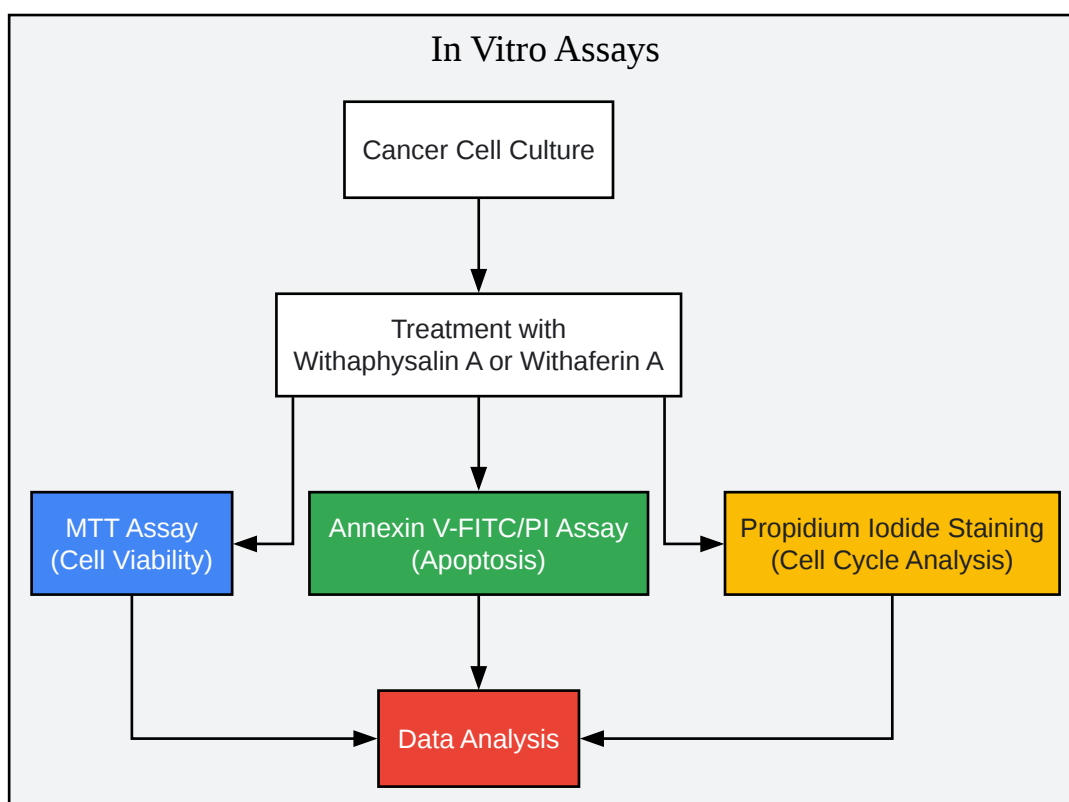 In Vitro Assays
Cancer Cell Culture
Treatment with
Withaphysalin A or Withaferin A
MTT Assay
(Cell Viability)
Annexin V-FITC/PI Assay
(Apoptosis)
Propidium Iodide Staining
(Cell Cycle Analysis)
Data Analysis